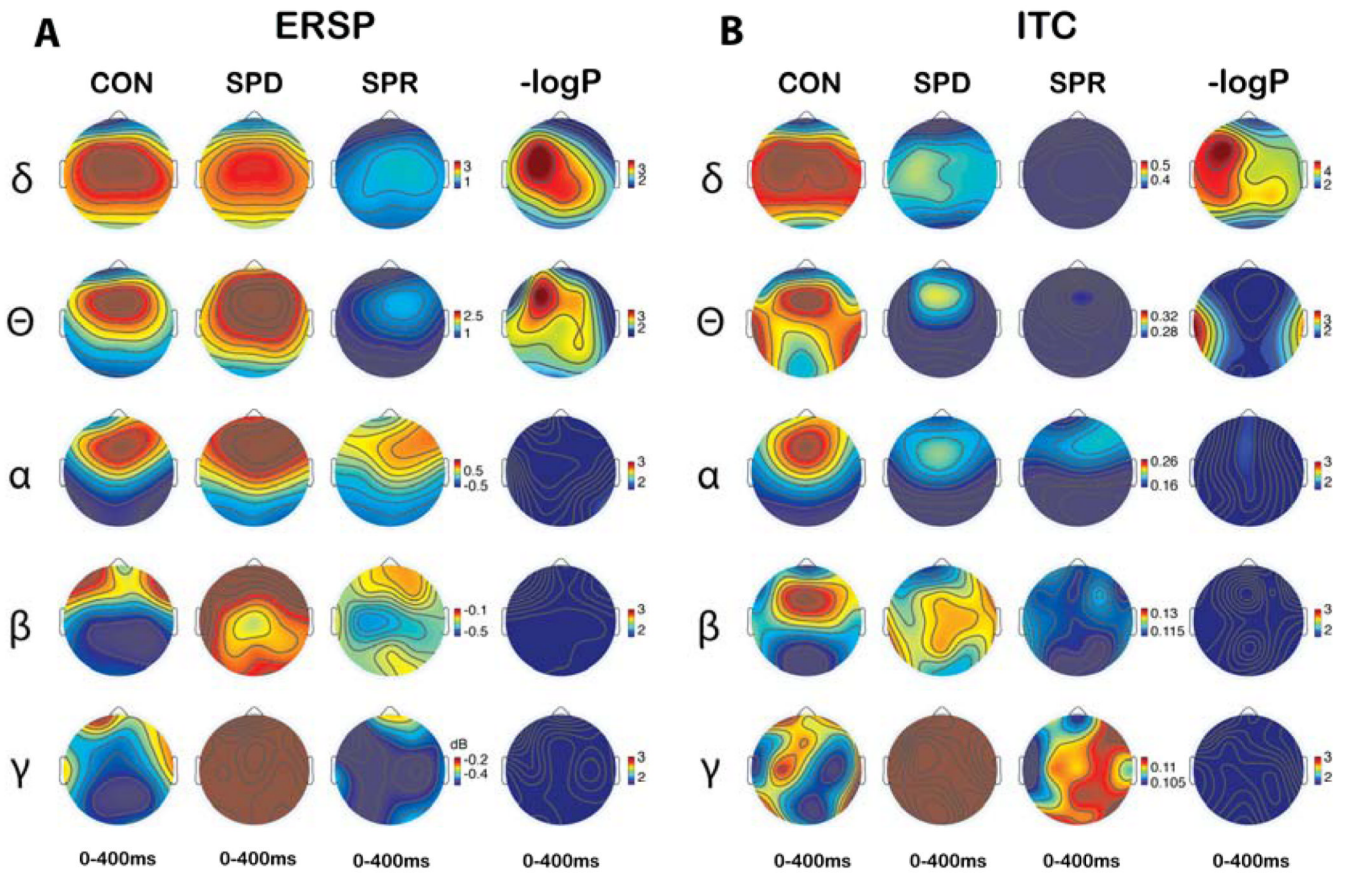 A ERSP B ITC
CON SPD SPR -logP CON SPD SPR -logP
δ 3 1 3 2 δ 0.5 0.4 4 2
Θ 2.5 1 3 2 Θ 0.32 0.28 3 2
α 0.5 -0.5 3 2 α 0.26 0.16 3 2
β -0.1 -0.5 3 2 β 0.13 0.115 3 2
γ dB -0.2 -0.4 3 2 γ 0.11 0.105 3 2
0-400ms 0-400ms 0-400ms 0-400ms 0-400ms 0-400ms 0-400ms 0-400ms